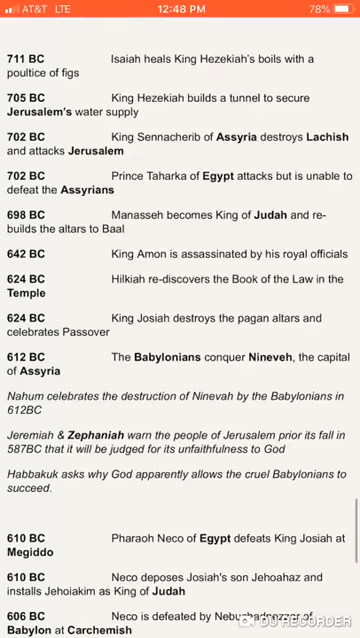 AT&T LTE 12:48 PM 78%
711 BC Isaiah heals King Hezekiah's boils with a
poultice of figs
705 BC King Hezekiah builds a tunnel to secure
Jerusalem's water supply
702 BC King Sennacherib of Assyria destroys Lachish
and attacks Jerusalem
702 BC Prince Taharka of Egypt attacks but is unable to
defeat the Assyrians
698 BC Manasseh becomes King of Judah and re-
builds the altars to Baal
642 BC King Amon is assassinated by his royal officials
624 BC Hilkiah re-discovers the Book of the Law in the
Temple
624 BC King Josiah destroys the pagan altars and
celebrates Passover
612 BC The Babylonians conquer Nineveh, the capital
of Assyria
Nahum celebrates the destruction of Ninevah by the Babylonians in
612BC
Jeremiah & Zephaniah warn the people of Jerusalem prior its fall in
587BC that it will be judged for its unfaithfulness to God
Habbakuk asks why God apparently allows the cruel Babylonians to
succeed.
610 BC Pharaoh Neco of Egypt defeats King Josiah at
Megiddo
610 BC Neco deposes Josiah's son Jehoahaz and
installs Jehoiakim as King of Judah
606 BC Neco is defeated by Nebuchadnezzer of
Babylon at Carchemish
DU RECORDER